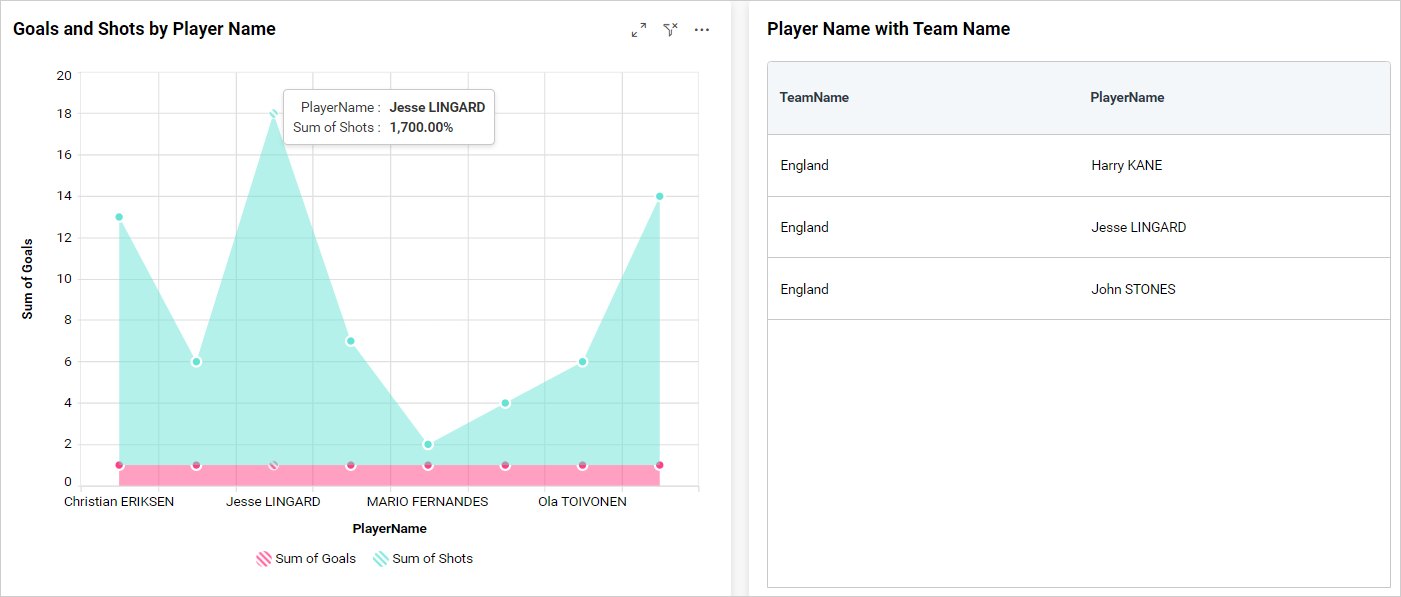 Goals and Shots by Player Name
20
18
16
14
12
10
8
6
4
2
0
Sum of Goals
PlayerName : Jesse LINGARD
Sum of Shots : 1,700.00%
Christian ERIKSEN Jesse LINGARD MARIO FERNANDES Ola TOIVONEN
PlayerName
Sum of Goals Sum of Shots
Player Name with Team Name
TeamName PlayerName
England Harry KANE
England Jesse LINGARD
England John STONES